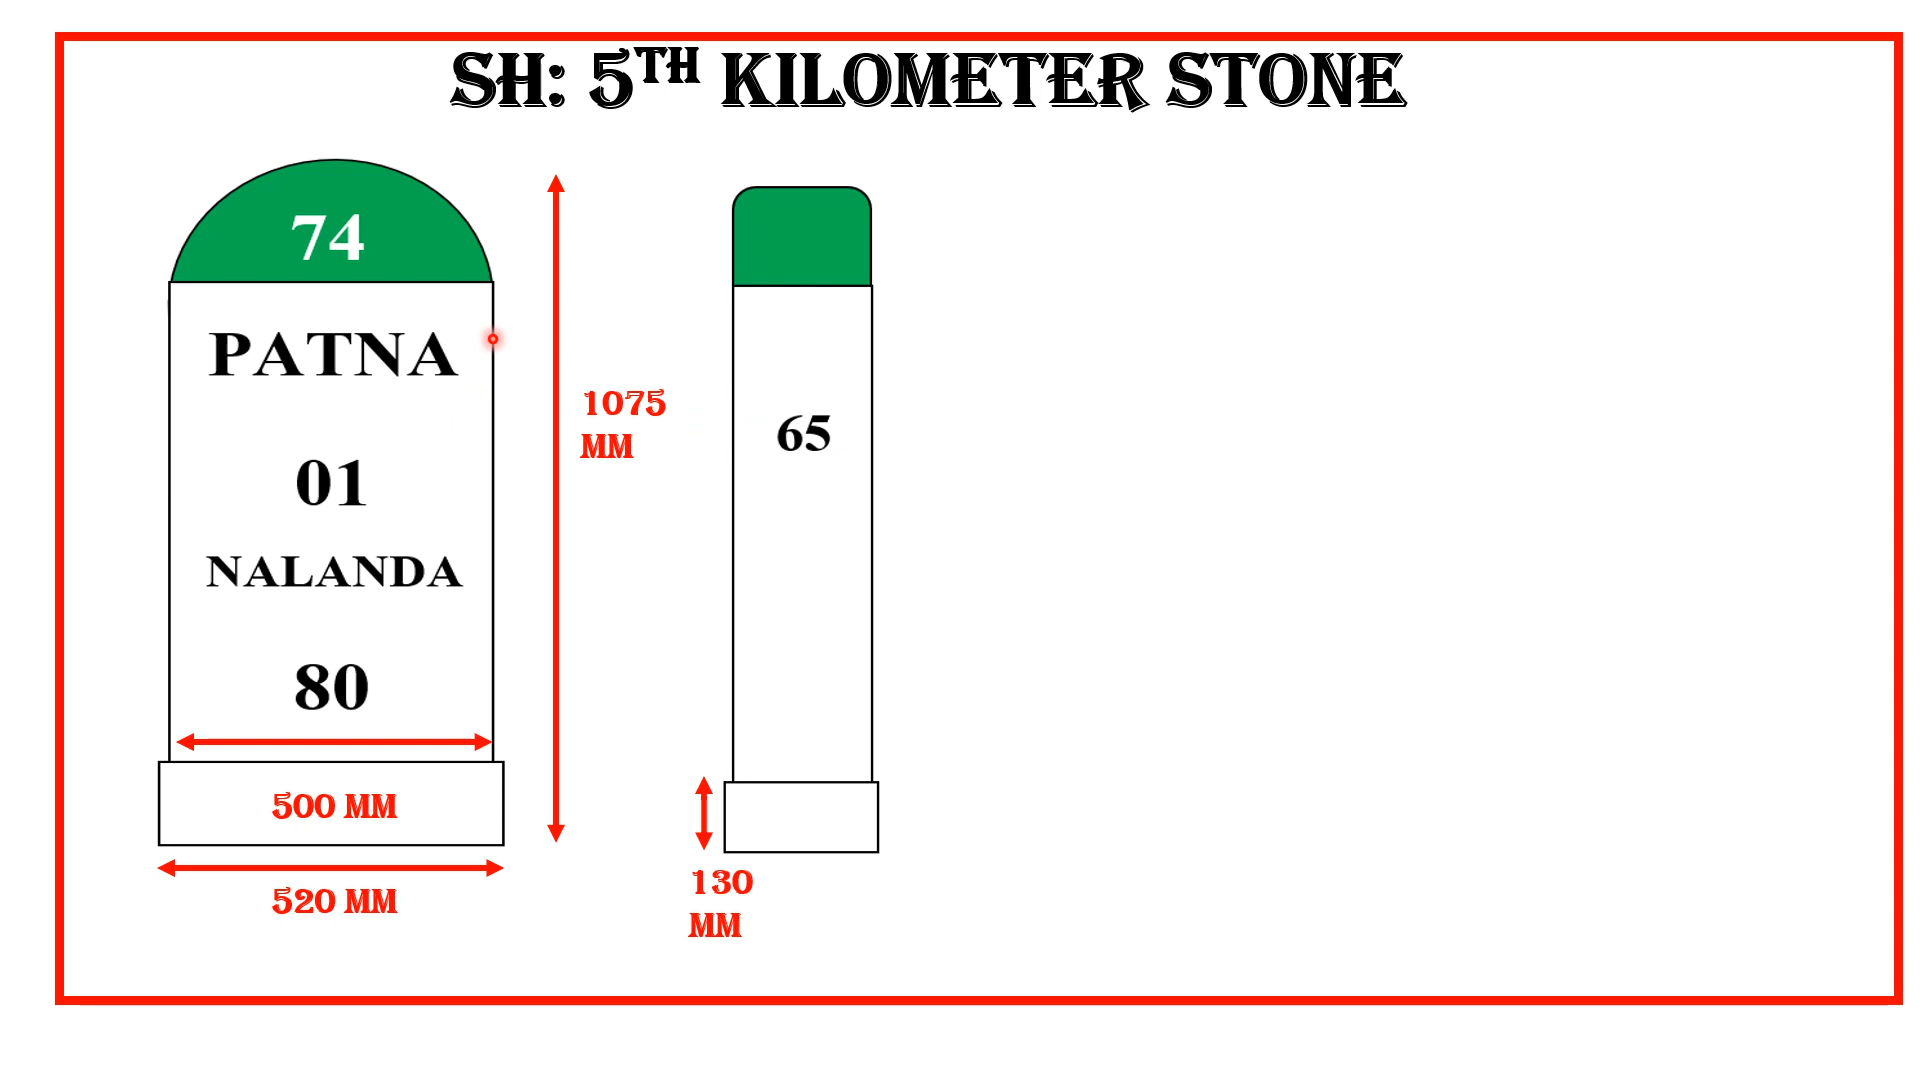 SH: 5TH KILOMETER STONE
74
PATNA
01
NALANDA
80
500 MM
520 MM
1075
MM
65
130
MM